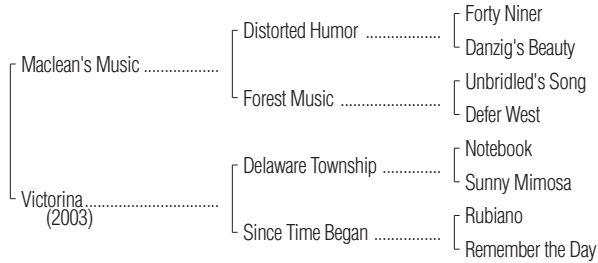 Forty Niner
Distorted Humor ..................
Danzig's Beauty
Maclean's Music ..................
Unbridled's Song
Forest Music ........................
Defer West
Notebook
Delaware Township ..............
Sunny Mimosa
Victorina................................
(2003)
Rubiano
Since Time Began ................
Remember the Day